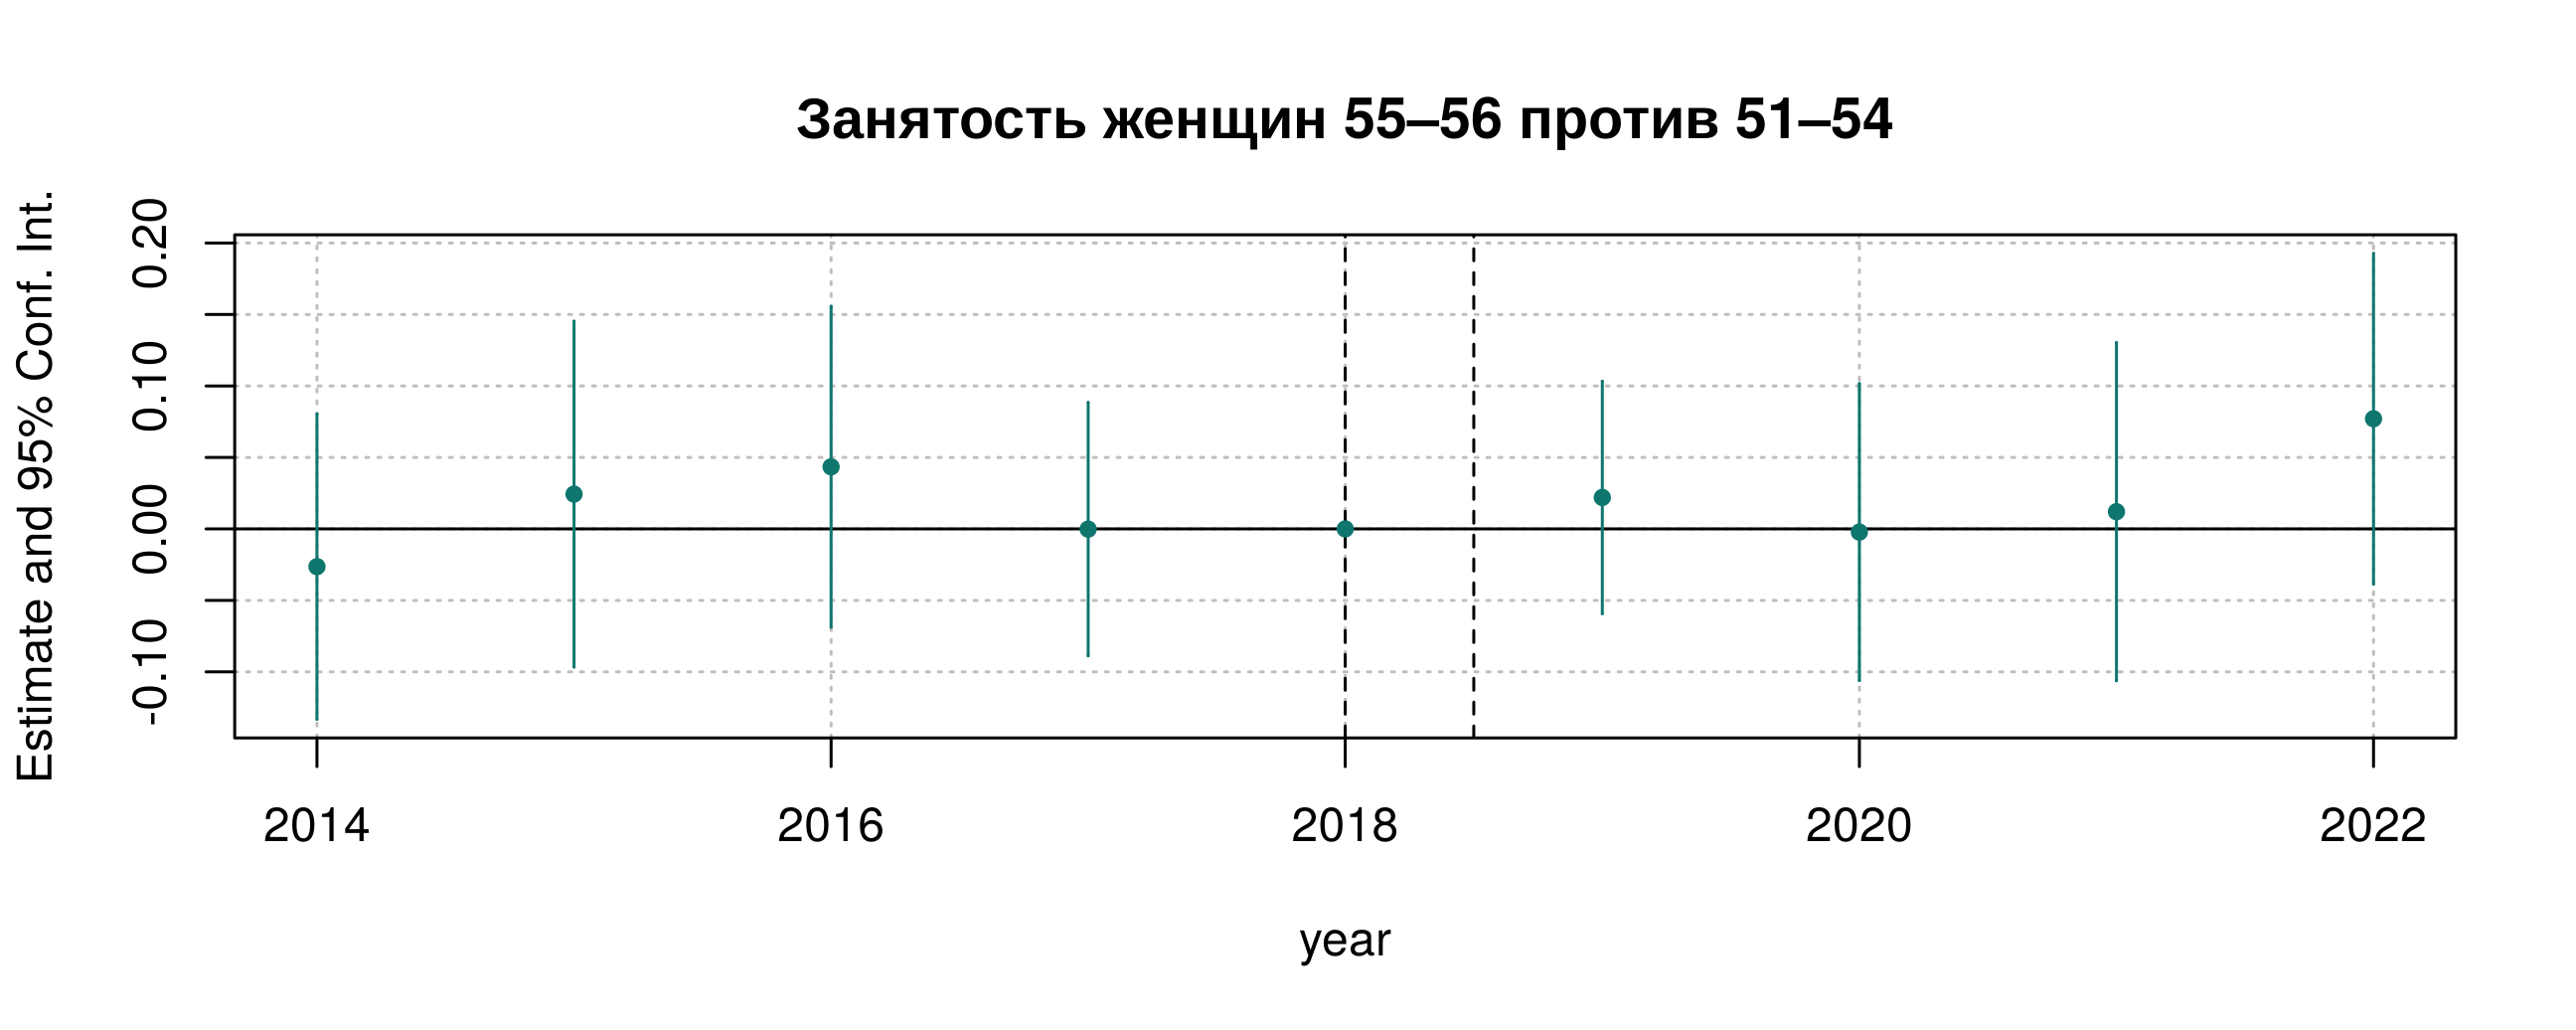 Занятость женщин 55–56 против 51–54
Estimate and 95% Conf. Int.
0.20
0.10
0.00
-0.10
2014 2016 2018 2020 2022
year